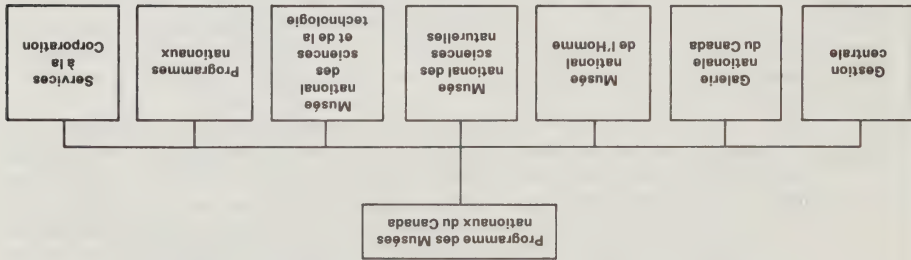 Programme des Musées
nationaux du Canada
Gestion
centrale
Galerie
nationale
du Canada
Musée
national
de l'Homme
Musée
national des
sciences
naturelles
Musée
national
des
sciences
et de la
technologie
Programmes
nationaux
Services
à la
Corporation